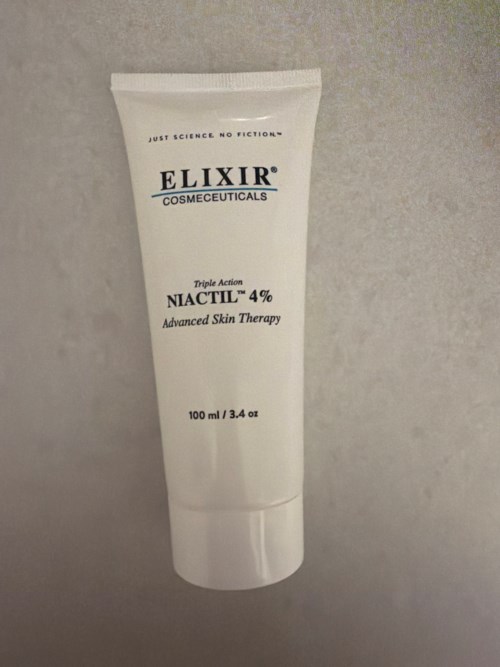 JUST SCIENCE. NO FICTION.™
ELIXIR®
COSMECEUTICALS
Triple Action
NIACTIL™ 4%
Advanced Skin Therapy
100 ml / 3.4 oz